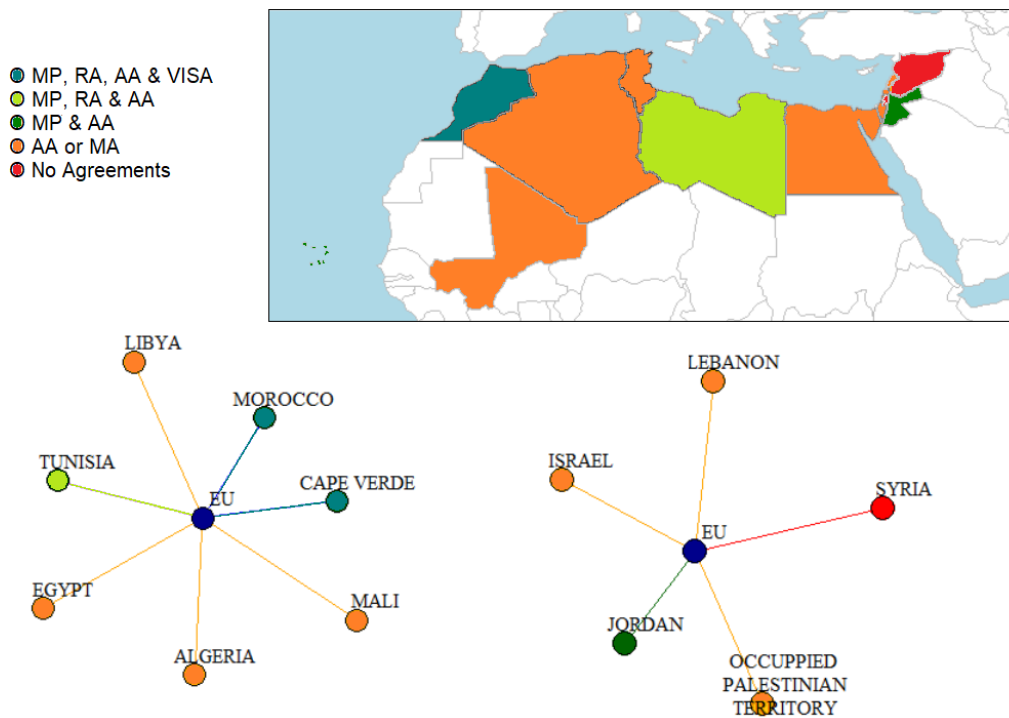 MP, RA, AA & VISA
MP, RA & AA
MP & AA
AA or MA
No Agreements
LIBYA
MOROCCO
TUNISIA
CAPE VERDE
EU
EGYPT
MALI
ALGERIA
LEBANON
ISRAEL
SYRIA
EU
JORDAN
OCCUPPIED
PALESTINIAN
TERRITORY